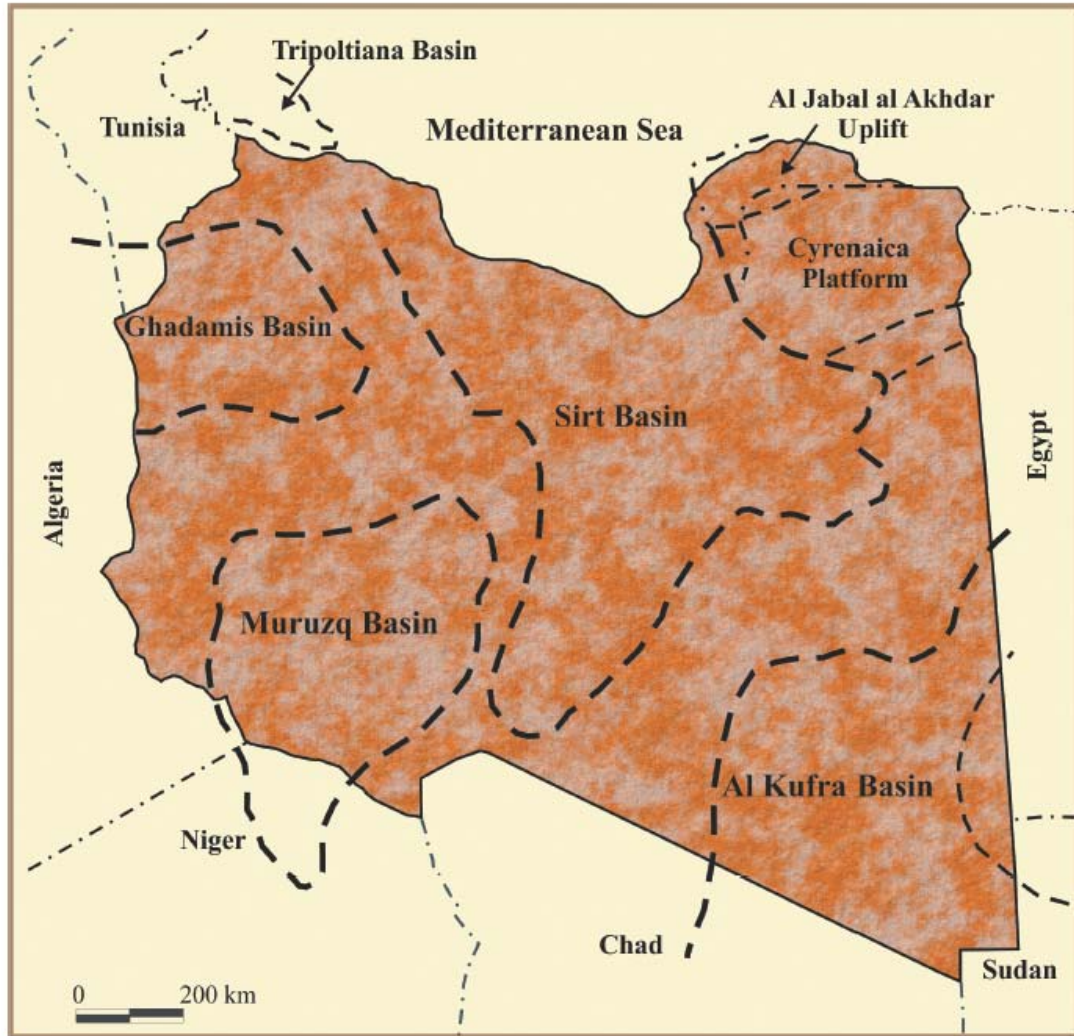 Tripoltiana Basin
Tunisia
Mediterranean Sea
Al Jabal al Akhdar
Uplift
Cyrenaica
Platform
Ghadamis Basin
Sirt Basin
Algeria
Egypt
Muruzq Basin
Al Kufra Basin
Niger
Chad
Sudan
0 200 km